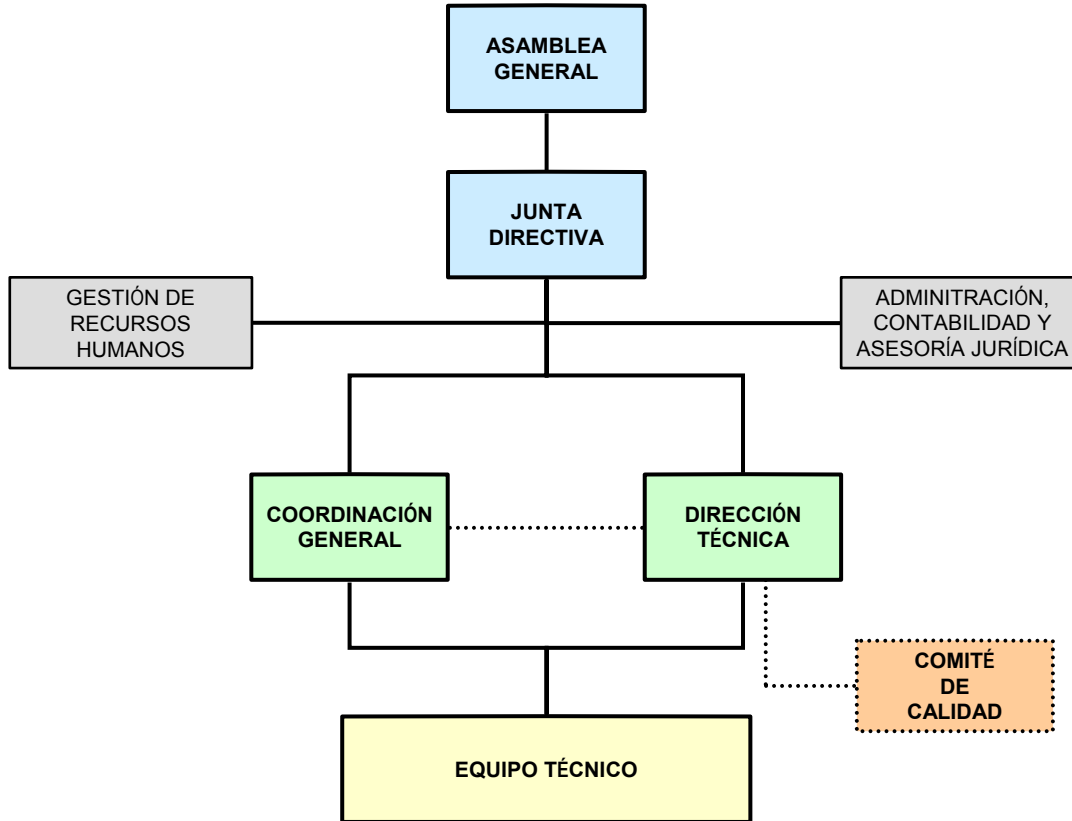 ASAMBLEA
GENERAL
JUNTA
DIRECTIVA
GESTIÓN DE
RECURSOS
HUMANOS
ADMINITRACIÓN,
CONTABILIDAD Y
ASESORÍA JURÍDICA
COORDINACIÓN
GENERAL
DIRECCIÓN
TÉCNICA
COMITÉ
DE
CALIDAD
EQUIPO TÉCNICO